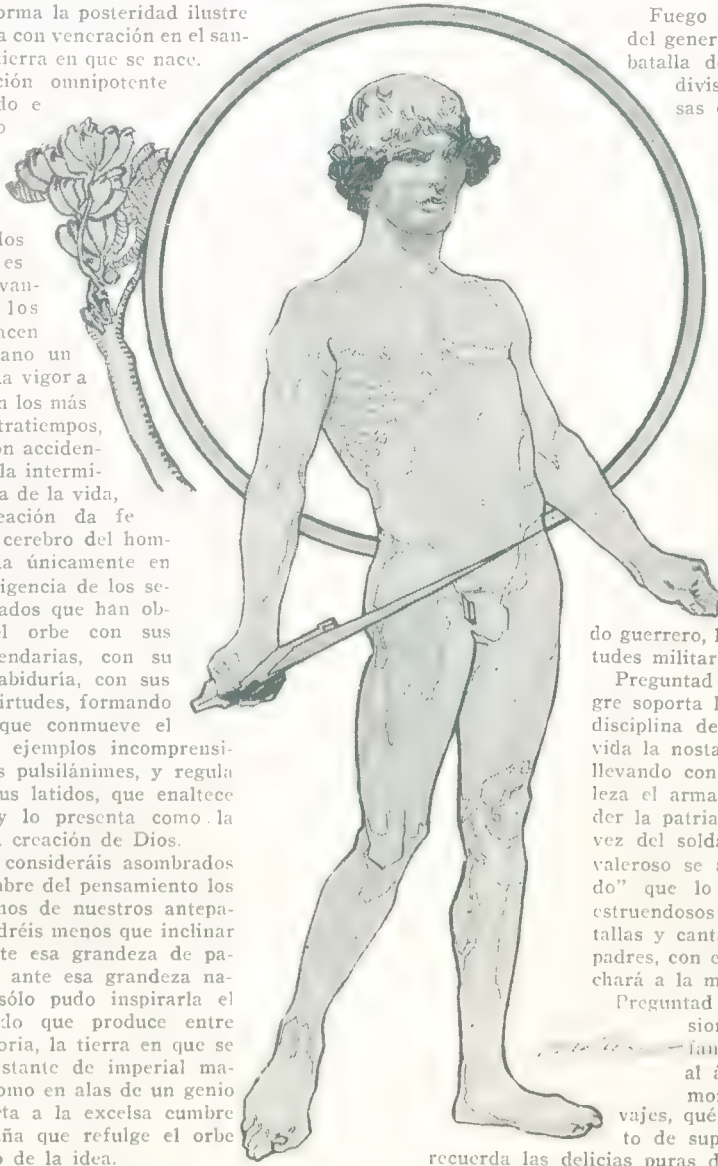 orma la posteridad ilustre
a con veneración en el san-
tierra en que se nace.
ción omnipotente
do e
o
los
es
van-
los
acen
ano un
a vigor a
n los más
tratiempos,
on acciden-
la intermi-
a de la vida,
eación da fe
cerebro del hom-
la únicamente en
igencia de los se-
ados que han ob-
el orbe con sus
endarias, con su
abiduría, con sus
irtudes, formando
que conmueve el
ejemplos incomprensi-
s pulsilánimes, y regula
us latidos, que enaltece
y lo presenta como la
creación de Dios.
consideráis asombrados
bre del pensamiento los
nos de nuestros antepa-
dréis menos que inclinar
te esa grandeza de pa-
ante esa grandeza na-
sólo pudo inspirarla el
do que produce entre
oria, la tierra en que se
stante de imperial ma-
omo en alas de un genio
ta a la excelsa cumbre
aña que refulge el orbe
o de la idea.
Fuego
del gener
batalla de
divis
sas
do guerrero, l
tudes militar
Preguntad
gre soporta l
disciplina de
vida la nosta
llevando con
leza el arma
der la patria
vez del solda
valeroso se a
do" que lo
estruendosos
tallas y canta
padres, con e
chará a la m
Preguntad
sion
fan
al á
mon
vajes, qué
to de sup
recuerda las delicias puras d